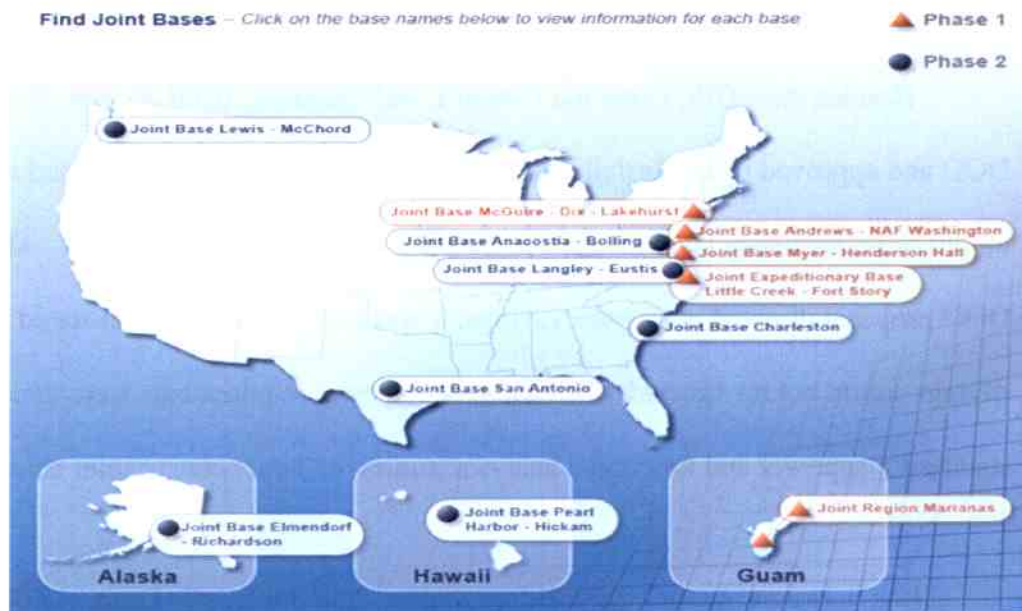 Find Joint Bases – Click on the base names below to view information for each base
Phase 1
Phase 2
Joint Base Lewis - McChord
Joint Base McGuire - Dix - Lakehurst
Joint Base Andrews - NAF Washington
Joint Base Anacostia - Bolling
Joint Base Myer - Henderson Hall
Joint Base Langley - Eustis
Joint Expeditionary Base
Little Creek - Fort Story
Joint Base Charleston
Joint Base San Antonio
Joint Base Elmendorf
- Richardson
Alaska
Joint Base Pearl
Harbor - Hickam
Hawaii
Joint Region Marianas
Guam